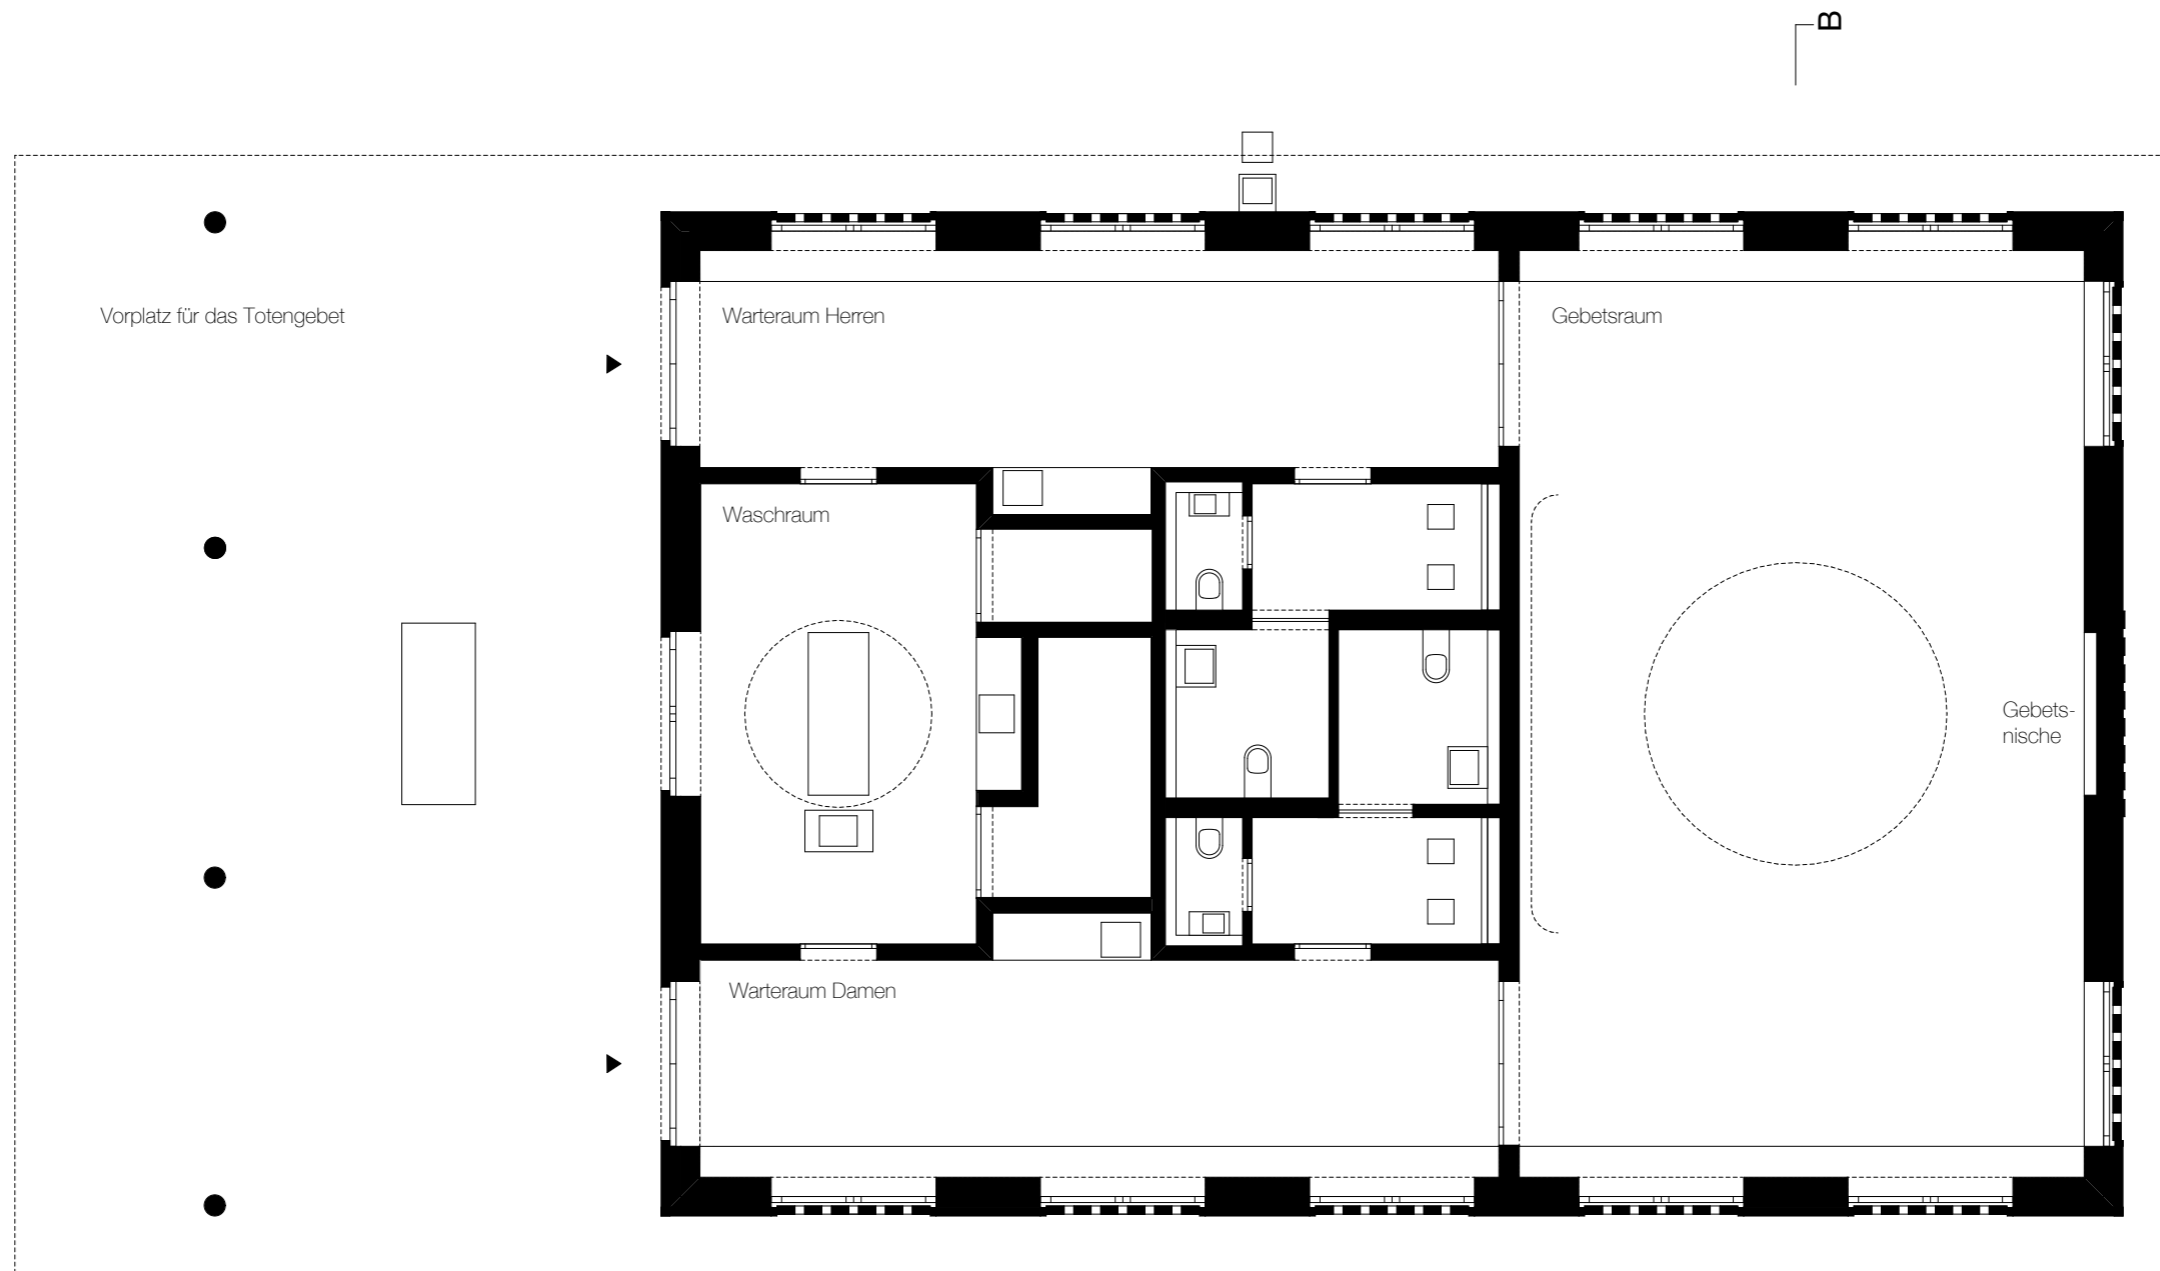 B
Vorplatz für das Totengebet
Warteraum Herren
Gebetsraum
Waschraum
Gebets-
nische
Warteraum Damen